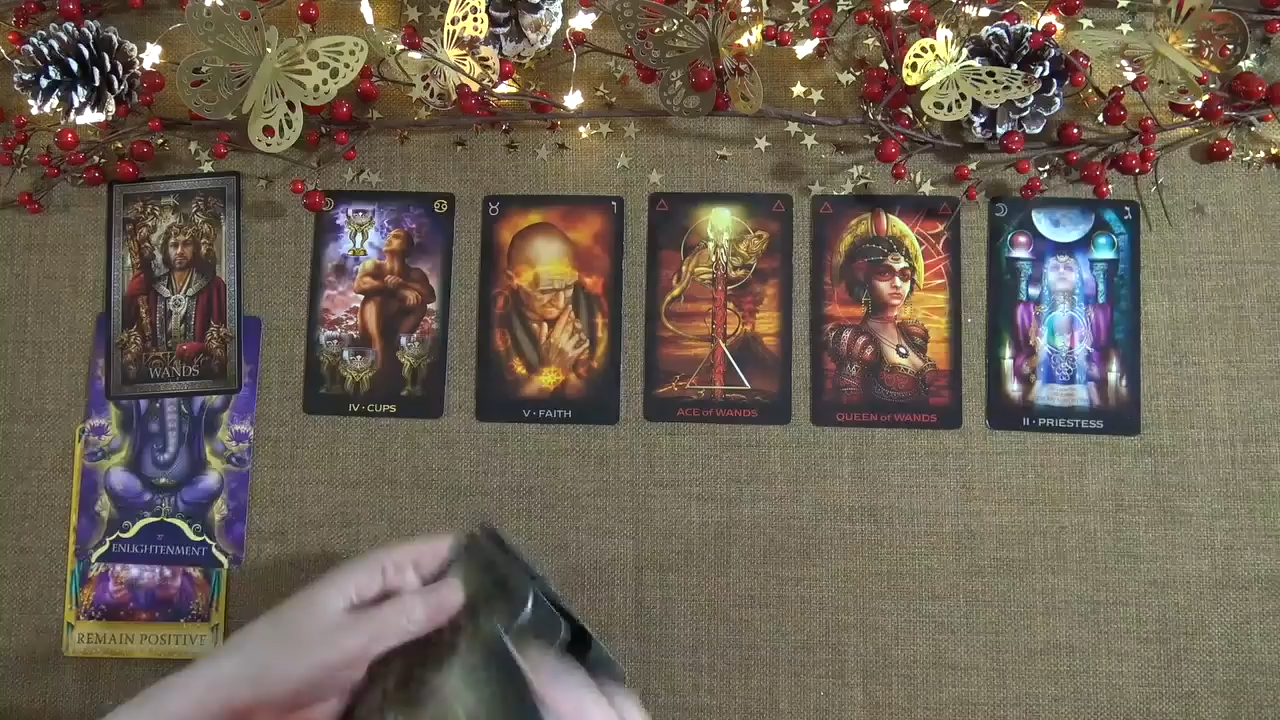 K
WANDS
IV · CUPS
V · FAITH
ACE of WANDS
QUEEN of WANDS
II · PRIESTESS
ENLIGHTENMENT
REMAIN POSITIVE